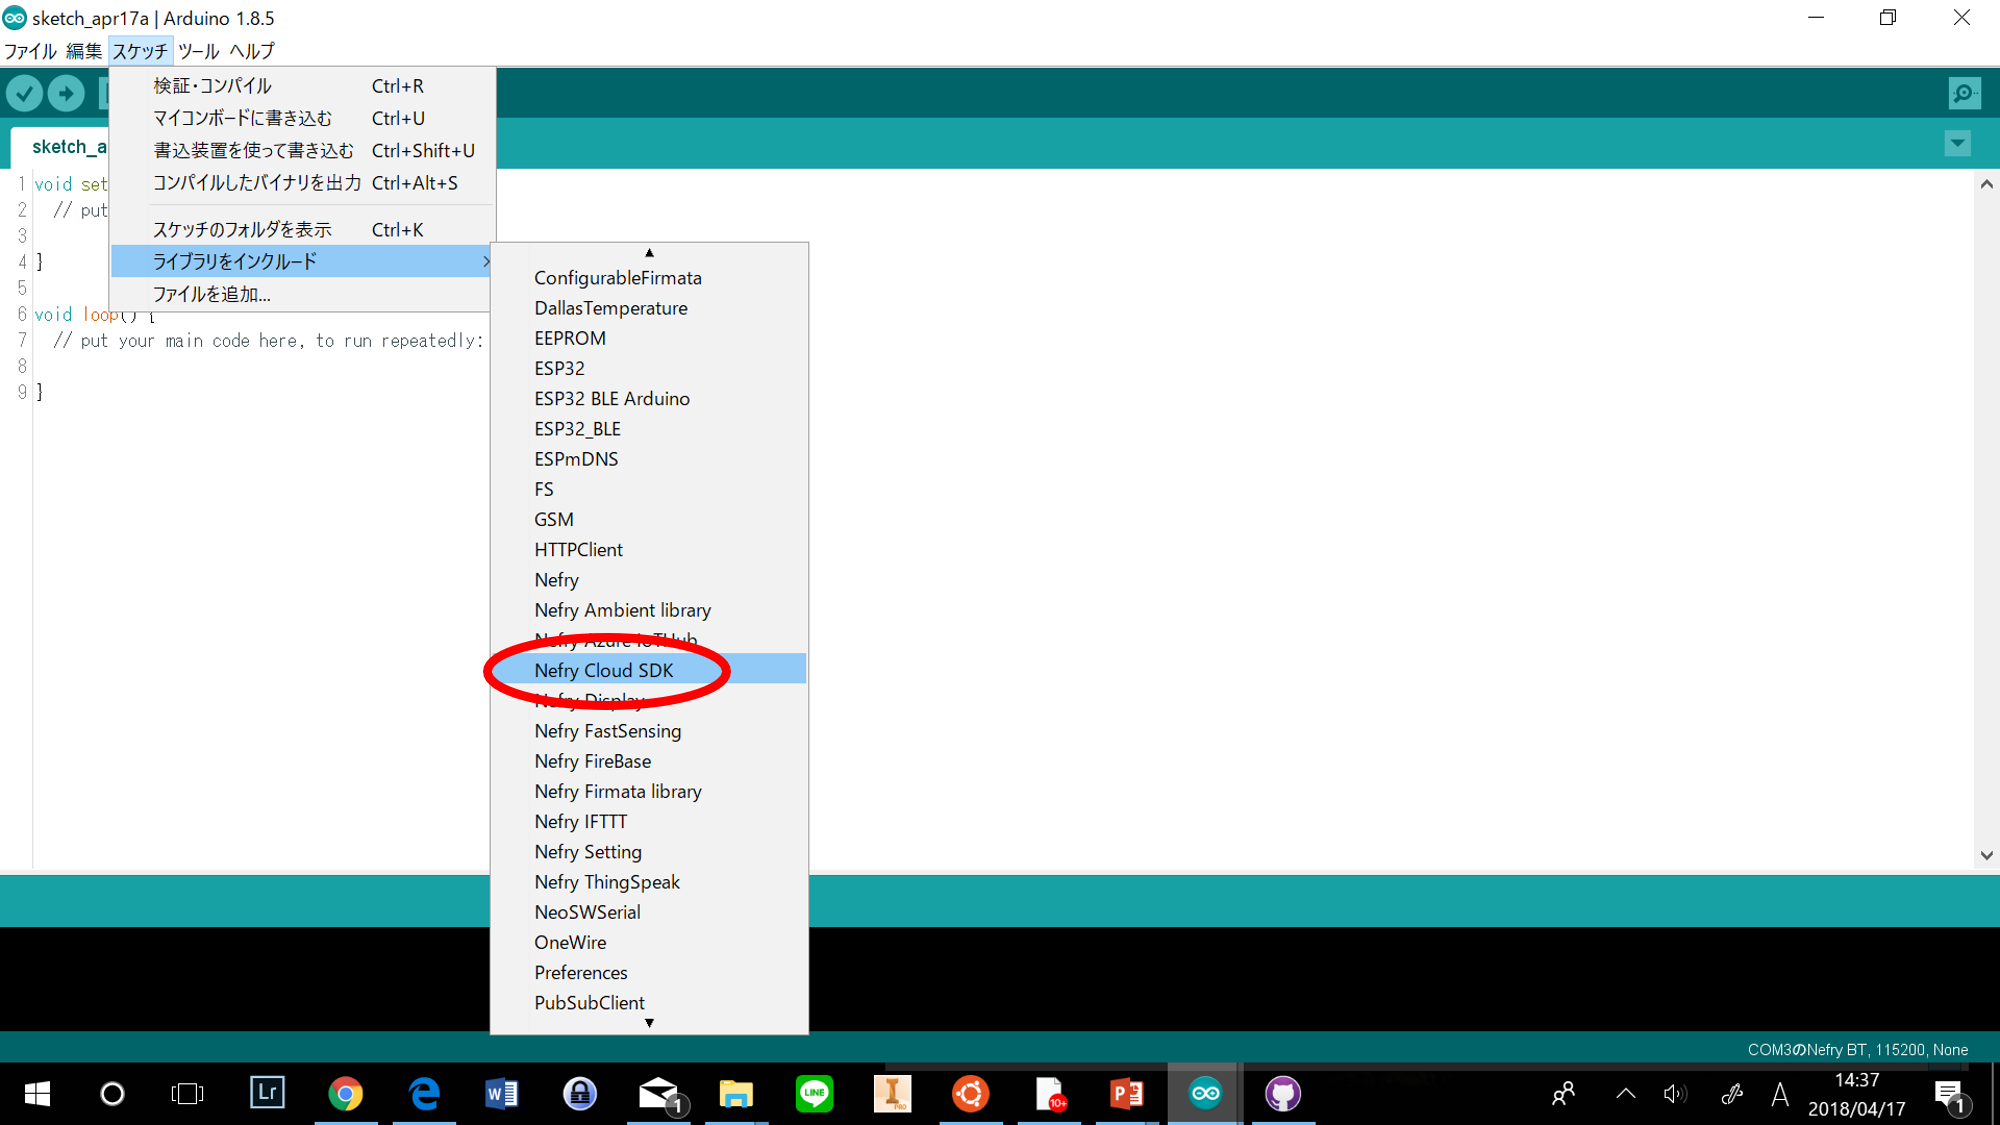 sketch_apr17a | Arduino 1.8.5
ファイル 編集 スケッチ ツール ヘルプ
検証・コンパイル Ctrl+R
マイコンボードに書き込む Ctrl+U
書込装置を使って書き込む Ctrl+Shift+U
コンパイルしたバイナリを出力 Ctrl+Alt+S
スケッチのフォルダを表示 Ctrl+K
ライブラリをインクルード
ファイルを追加...
sketch_a
1 void set
2 // put
3
4 }
5
6 void loop() {
7 // put your main code here, to run repeatedly:
8
9 }
ConfigurableFirmata
DallasTemperature
EEPROM
ESP32
ESP32 BLE Arduino
ESP32_BLE
ESPmDNS
FS
GSM
HTTPClient
Nefry
Nefry Ambient library
Nefry Azure IoTHub
Nefry Cloud SDK
Nefry Display
Nefry FastSensing
Nefry FireBase
Nefry Firmata library
Nefry IFTTT
Nefry Setting
Nefry ThingSpeak
NeoSWSerial
OneWire
Preferences
PubSubClient
COM3のNefry BT, 115200, None
Lr
W
1
LINE
I
PRO
10+
P
A
14:37
2018/04/17
1